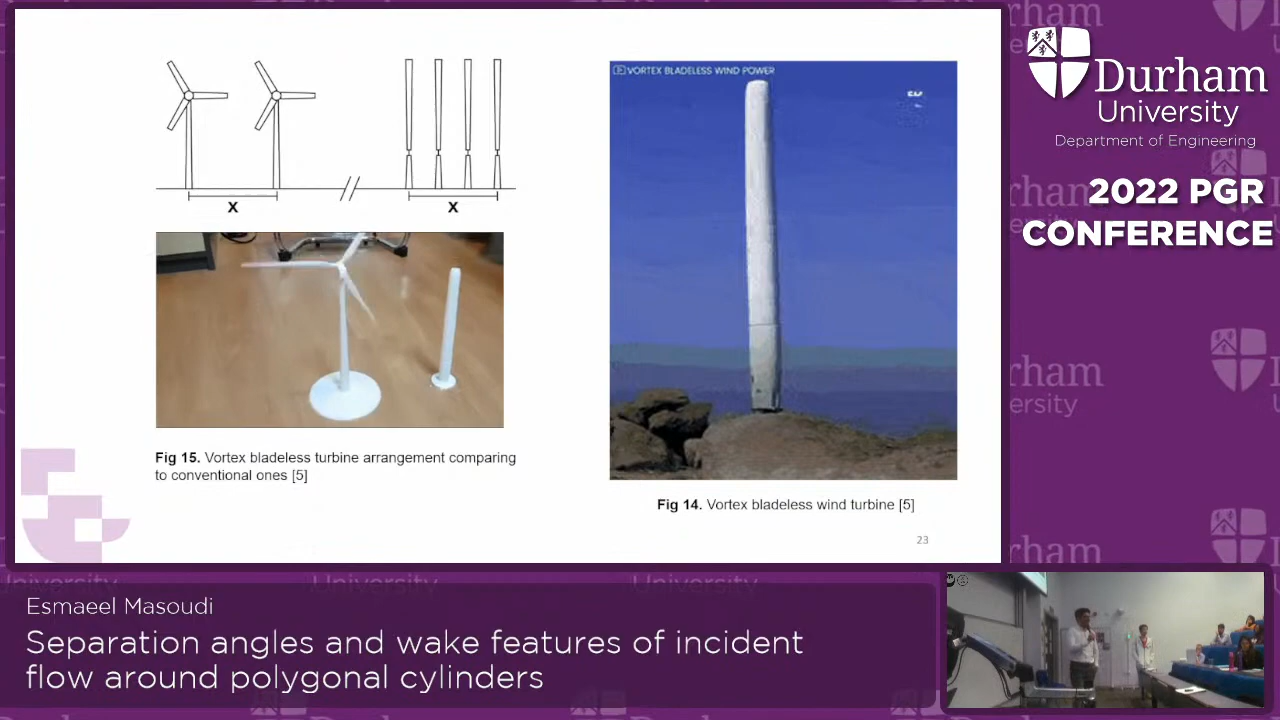 VORTEX BLADELESS WIND POWER
X
X
Fig 15. Vortex bladeless turbine arrangement comparing
to conventional ones [5]
Fig 14. Vortex bladeless wind turbine [5]
23
Durham
University
Department of Engineering
2022 PGR
CONFERENCE
Esmaeel Masoudi
Separation angles and wake features of incident
flow around polygonal cylinders